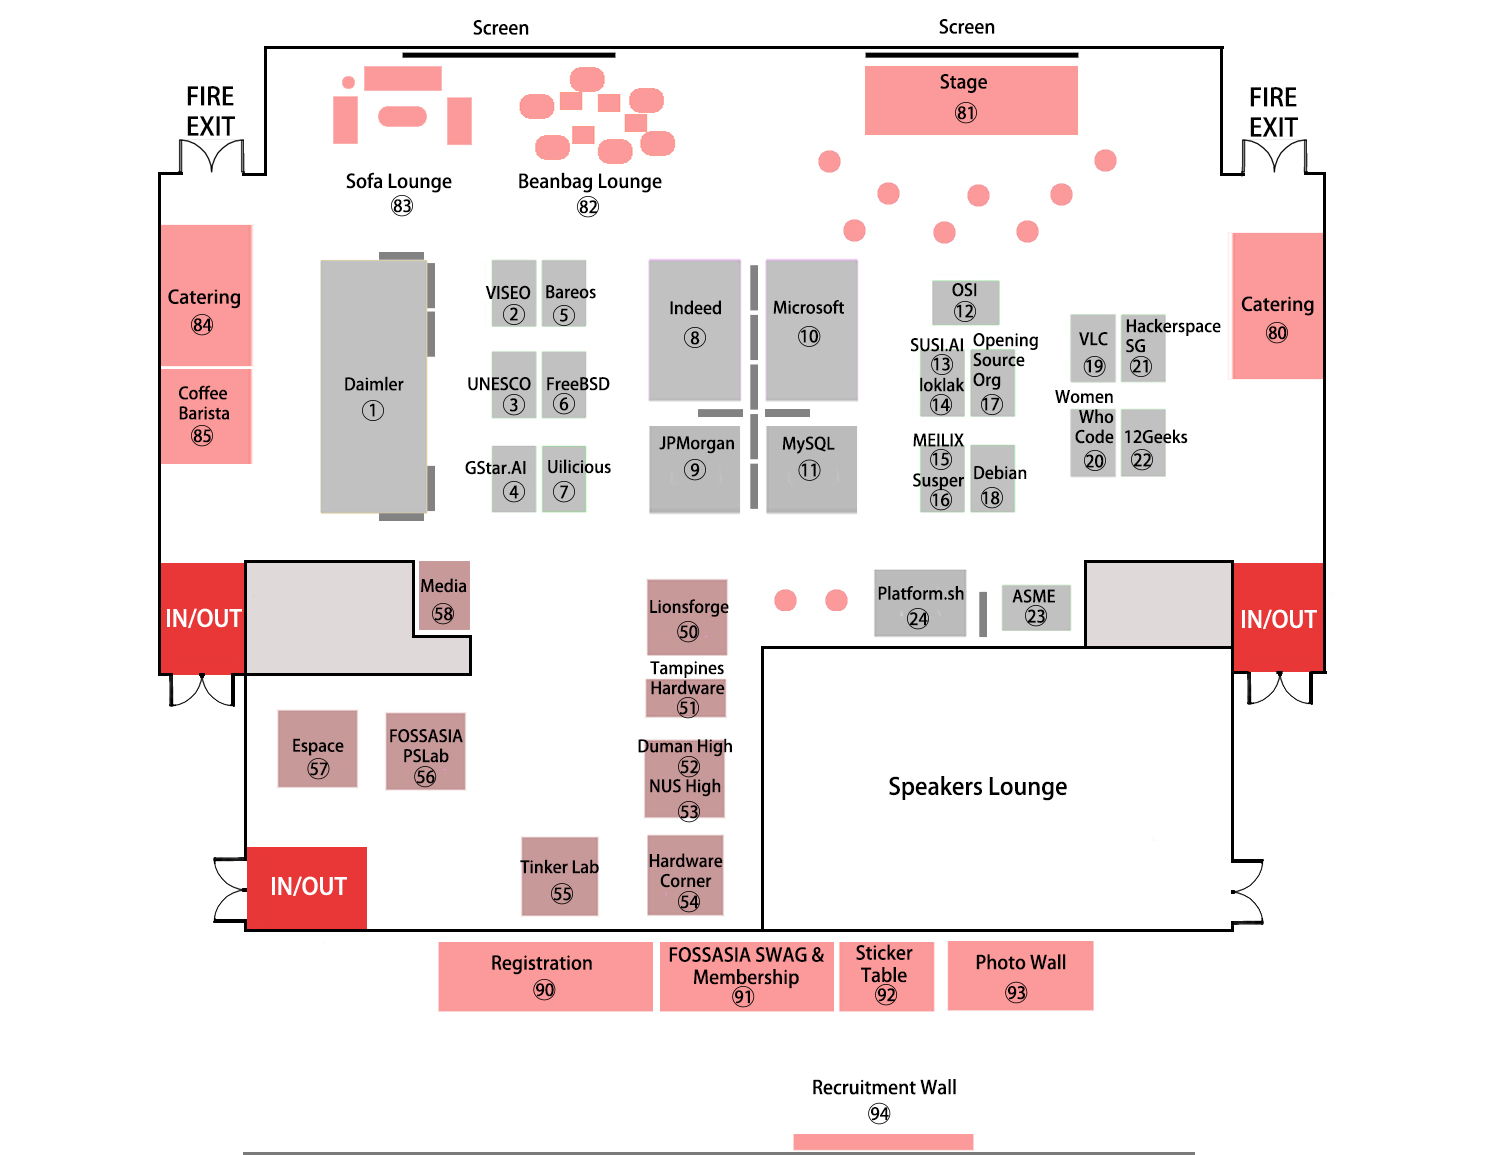 Screen
Screen
FIRE
EXIT
Stage
81
FIRE
EXIT
Sofa Lounge
83
Beanbag Lounge
82
Catering
84
Coffee
Barista
85
Daimler
1
VISEO
2
Bareos
5
UNESCO
3
FreeBSD
6
GStar.AI
4
Uilicious
7
Indeed
8
Microsoft
10
JPMorgan
9
MySQL
11
OSI
12
SUSI.AI
13
loklak
14
Opening
Source
Org
17
MEILIX
15
Susper
16
Debian
18
VLC
19
Hackerspace
SG
21
Women
Who
Code
20
12Geeks
22
Catering
80
IN/OUT
Media
58
Lionsforge
50
Platform.sh
24
ASME
23
IN/OUT
Tampines
Hardware
51
Espace
57
FOSSASIA
PSLab
56
Duman High
52
NUS High
53
Speakers Lounge
IN/OUT
Tinker Lab
55
Hardware
Corner
54
Registration
90
FOSSASIA SWAG &
Membership
91
Sticker
Table
92
Photo Wall
93
Recruitment Wall
94